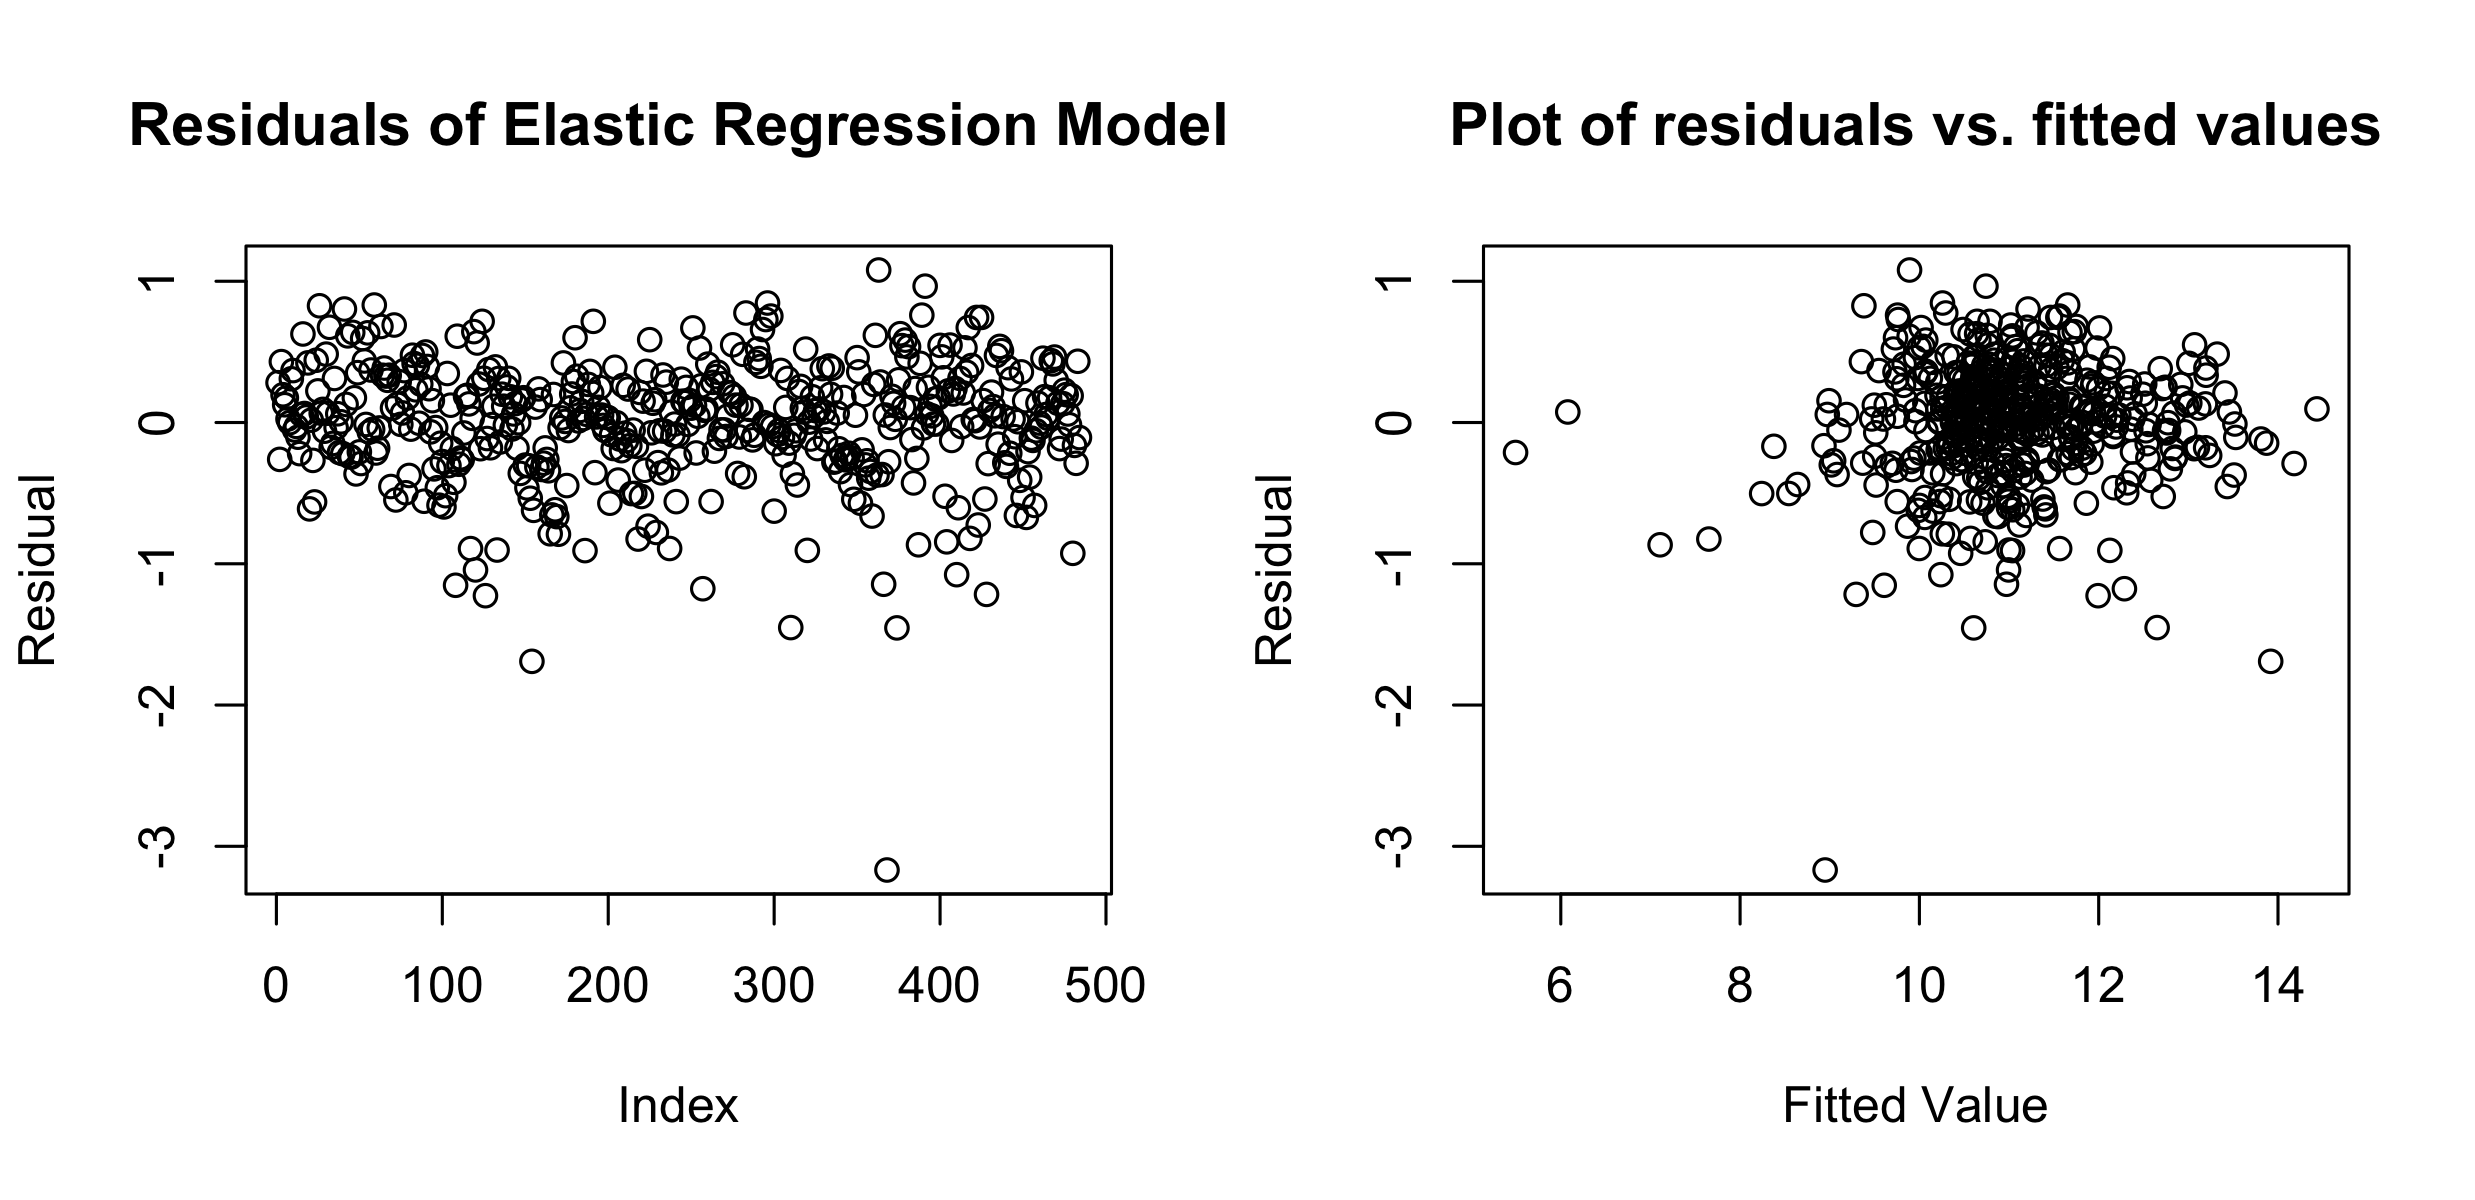 Residuals of Elastic Regression Model
Residual
1
0
-1
-2
-3
0 100 200 300 400 500
Index
Plot of residuals vs. fitted values
Residual
1
0
-1
-2
-3
6 8 10 12 14
Fitted Value